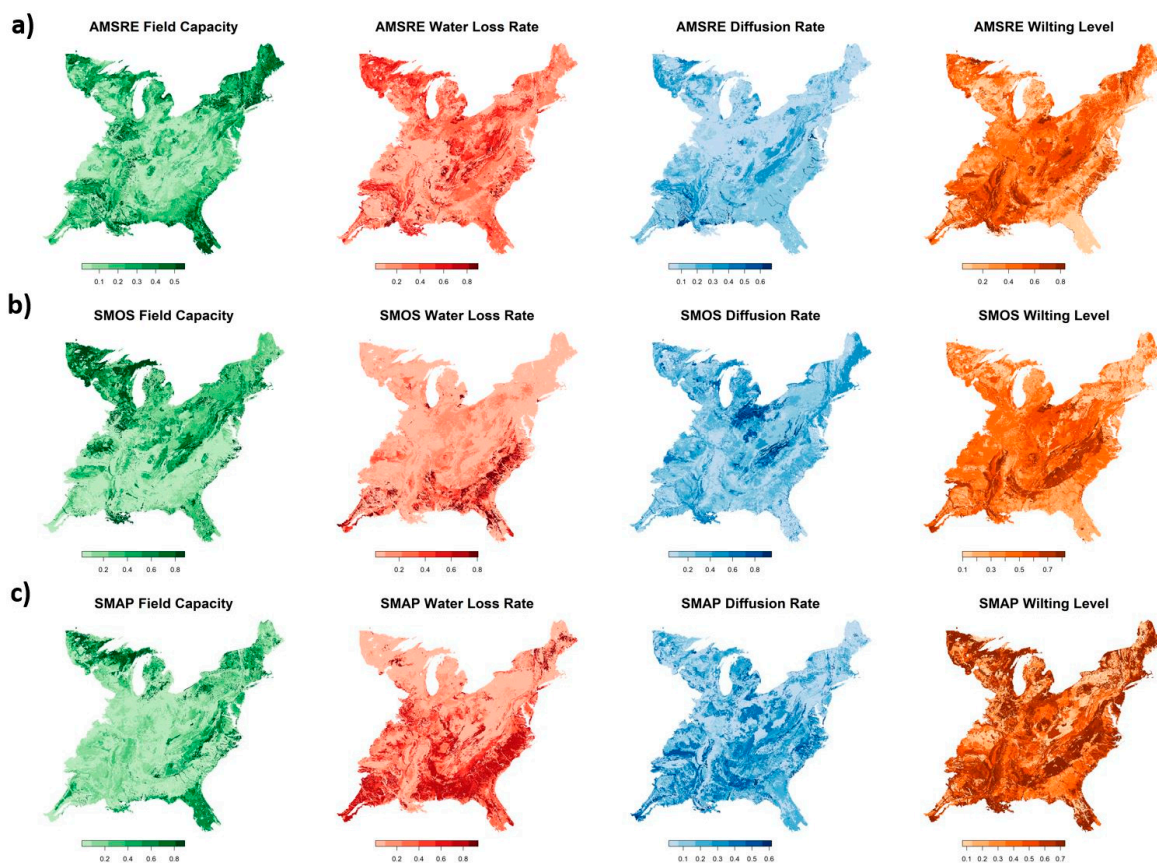 a)
AMSRE Field Capacity AMSRE Water Loss Rate AMSRE Diffusion Rate AMSRE Wilting Level
0.1 0.2 0.3 0.4 0.5 0.2 0.4 0.6 0.8 0.1 0.2 0.3 0.4 0.5 0.6 0.2 0.4 0.6 0.8
b)
SMOS Field Capacity SMOS Water Loss Rate SMOS Diffusion Rate SMOS Wilting Level
0.2 0.4 0.6 0.8 0.2 0.4 0.6 0.8 0.2 0.4 0.6 0.8 0.1 0.3 0.5 0.7
c)
SMAP Field Capacity SMAP Water Loss Rate SMAP Diffusion Rate SMAP Wilting Level
0.2 0.4 0.6 0.8 0.2 0.4 0.6 0.8 0.1 0.2 0.3 0.4 0.5 0.6 0.1 0.2 0.3 0.4 0.5 0.6 0.7